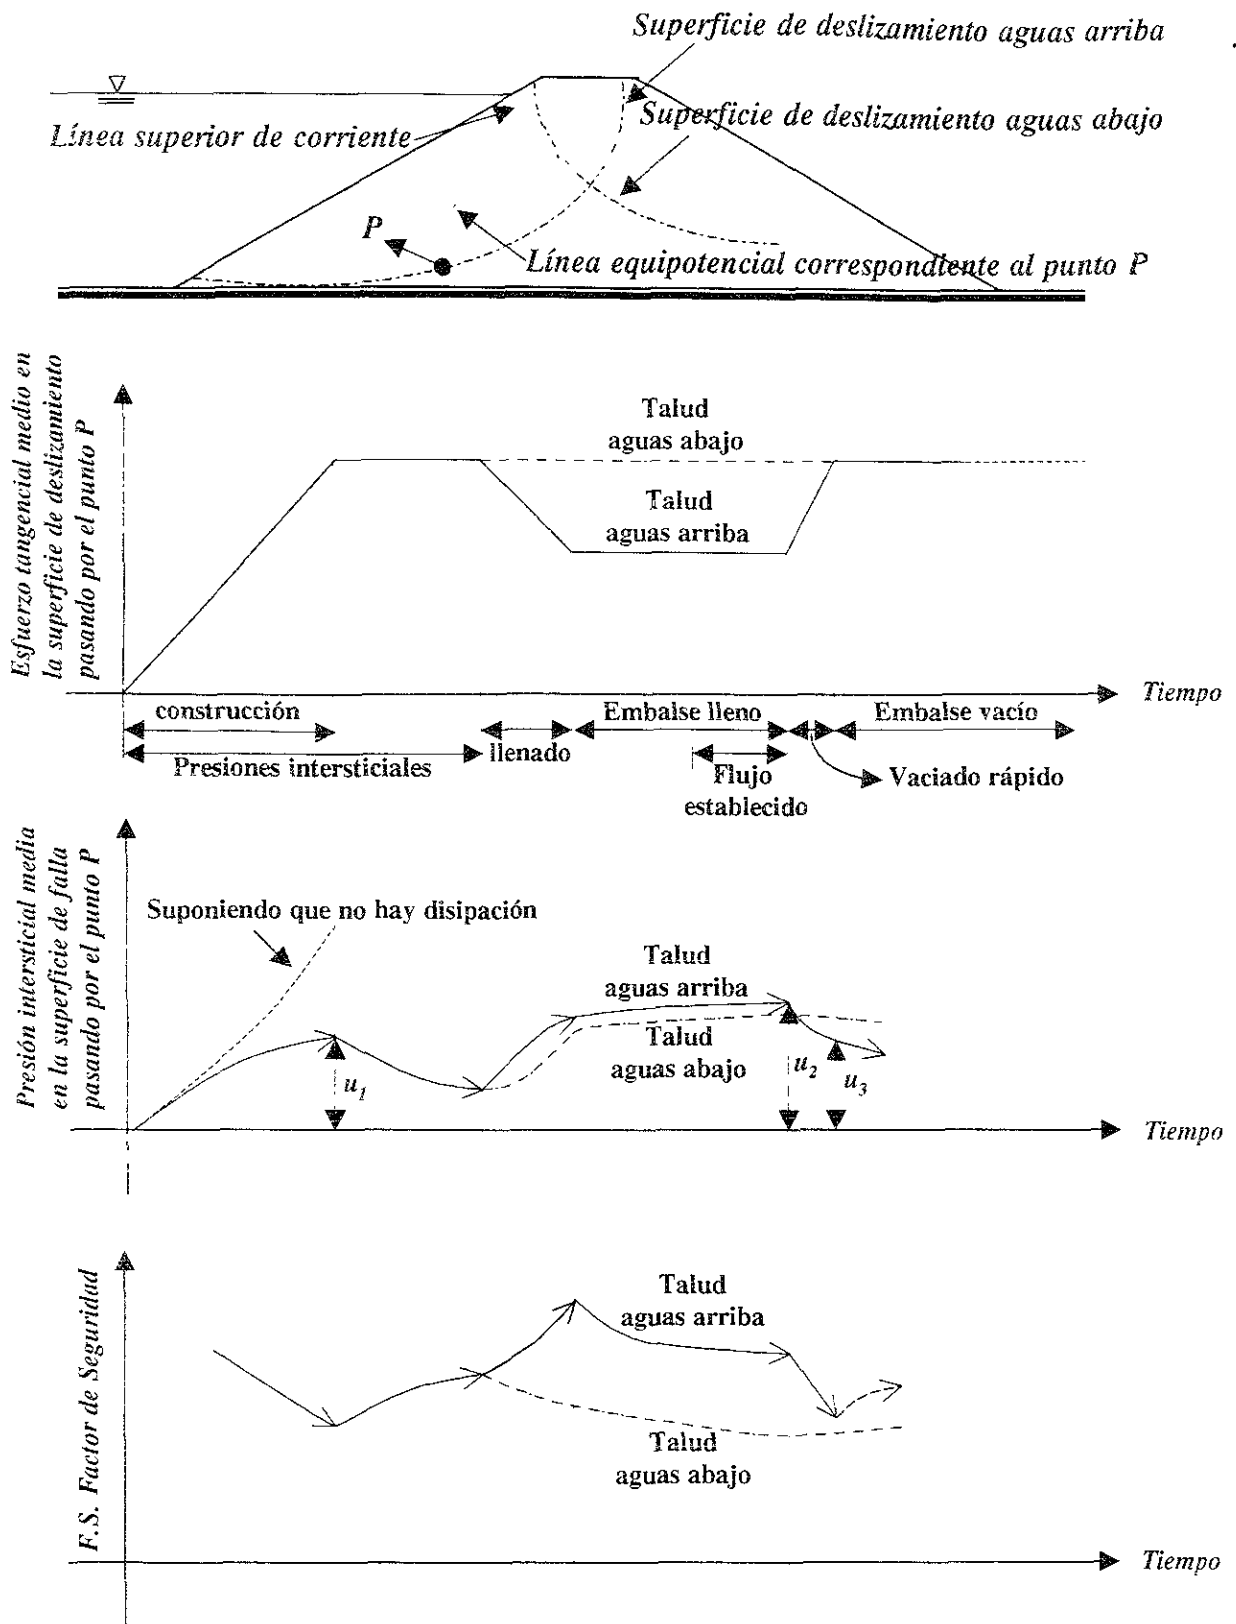 Superficie de deslizamiento aguas arriba
Línea superior de corriente
Superficie de deslizamiento aguas abajo
P
Línea equipotencial correspondiente al punto P
Esfuerzo tangencial medio en
la superficie de deslizamiento
pasando por el punto P
Talud
aguas abajo
Talud
aguas arriba
Tiempo
construcción
Embalse lleno
Embalse vacío
Presiones intersticiales
llenado
Flujo
establecido
Vaciado rápido
Presión intersticial media
en la superficie de falla
pasando por el punto P
Suponiendo que no hay disipación
Talud
aguas arriba
Talud
aguas abajo
u1
u2
u3
Tiempo
F.S. Factor de Seguridad
Talud
aguas arriba
Talud
aguas abajo
Tiempo